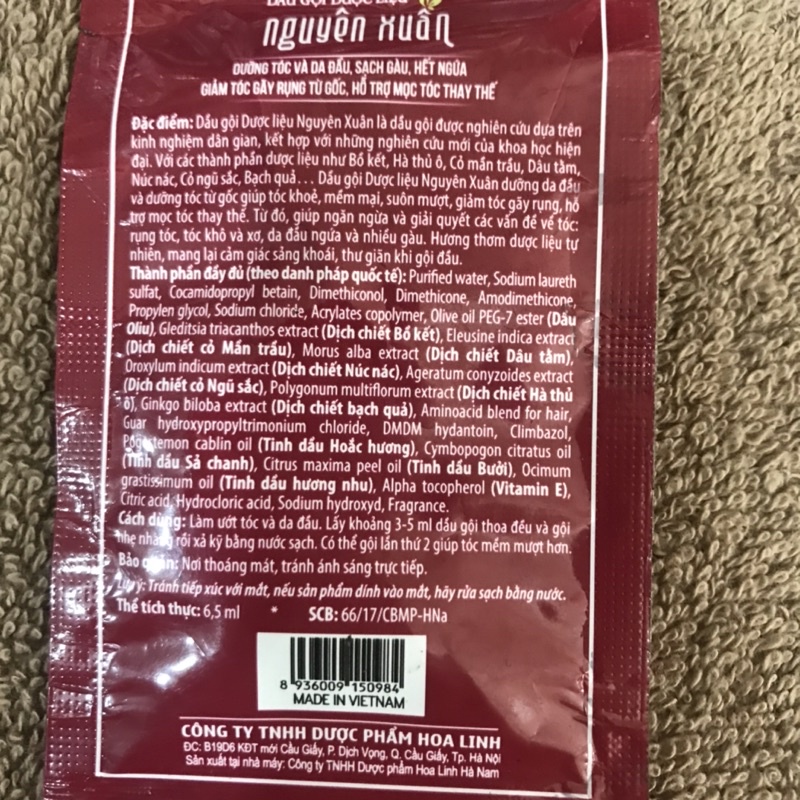 DẦU GỘI DƯỢC LIỆU
nguyên xuân
DƯỠNG TÓC VÀ DA ĐẦU, SẠCH GÀU, HẾT NGỨA
GIẢM TÓC GÃY RỤNG TỪ GỐC, HỖ TRỢ MỌC TÓC THAY THẾ
Đặc điểm: Dầu gội Dược liệu Nguyên Xuân là dầu gội được nghiên cứu dựa trên
kinh nghiệm dân gian, kết hợp với những nghiên cứu mới của khoa học hiện
đại. Với các thành phần dược liệu như Bồ kết, Hà thủ ô, Cỏ mần trầu, Dâu tằm,
Núc nác, Cỏ ngũ sắc, Bạch quả... Dầu gội Dược liệu Nguyên Xuân dưỡng da đầu
và dưỡng tóc từ gốc giúp tóc khoẻ, mềm mại, suôn mượt, giảm tóc gãy rụng, hỗ
trợ mọc tóc thay thế. Từ đó, giúp ngăn ngừa và giải quyết các vấn đề về tóc:
rụng tóc, tóc khô và xơ, da đầu ngứa và nhiều gàu. Hương thơm dược liệu tự
nhiên, mang lại cảm giác sảng khoái, thư giãn khi gội đầu.
Thành phần đầy đủ (theo danh pháp quốc tế): Purified water, Sodium laureth
sulfat, Cocamidopropyl betain, Dimethiconol, Dimethicone, Amodimethicone,
Propylen glycol, Sodium chloride, Acrylates copolymer, Olive oil PEG-7 ester (Dầu
Oliu), Gleditsia triacanthos extract (Dịch chiết Bồ kết), Eleusine indica extract
(Dịch chiết cỏ Mần trầu), Morus alba extract (Dịch chiết Dâu tằm),
Oroxylum indicum extract (Dịch chiết Núc nác), Ageratum conyzoides extract
(Dịch chiết cỏ Ngũ sắc), Polygonum multiflorum extract (Dịch chiết Hà thủ
ô), Ginkgo biloba extract (Dịch chiết bạch quả), Aminoacid blend for hair,
Guar hydroxypropyltrimonium chloride, DMDM hydantoin, Climbazol,
Pogostemon cablin oil (Tinh dầu Hoắc hương), Cymbopogon citratus oil
(Tinh dầu Sả chanh), Citrus maxima peel oil (Tinh dầu Bưởi), Ocimum
grastissimum oil (Tinh dầu hương nhu), Alpha tocopherol (Vitamin E),
Citric acid, Hydrocloric acid, Sodium hydroxyd, Fragrance.
Cách dùng: Làm ướt tóc và da đầu. Lấy khoảng 3-5 ml dầu gội thoa đều và gội
nhẹ nhàng rồi xả kỹ bằng nước sạch. Có thể gội lần thứ 2 giúp tóc mềm mượt hơn.
Bảo quản: Nơi thoáng mát, tránh ánh sáng trực tiếp.
Lưu ý: Tránh tiếp xúc với mắt, nếu sản phẩm dính vào mắt, hãy rửa sạch bằng nước.
Thể tích thực: 6,5 ml * SCB: 66/17/CBMP-HNa
8 936009 150984
MADE IN VIETNAM
CÔNG TY TNHH DƯỢC PHẨM HOA LINH
ĐC: B19D6 KĐT mới Cầu Giấy, P. Dịch Vọng, Q. Cầu Giấy, Tp. Hà Nội
Sản xuất tại nhà máy: Công ty TNHH Dược phẩm Hoa Linh Hà Nam